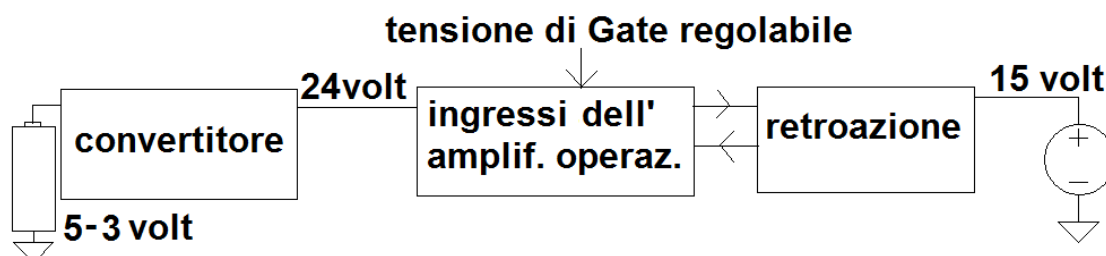 tensione di Gate regolabile
24volt
15 volt
convertitore
ingressi dell'
amplif. operaz.
retroazione
5-3 volt